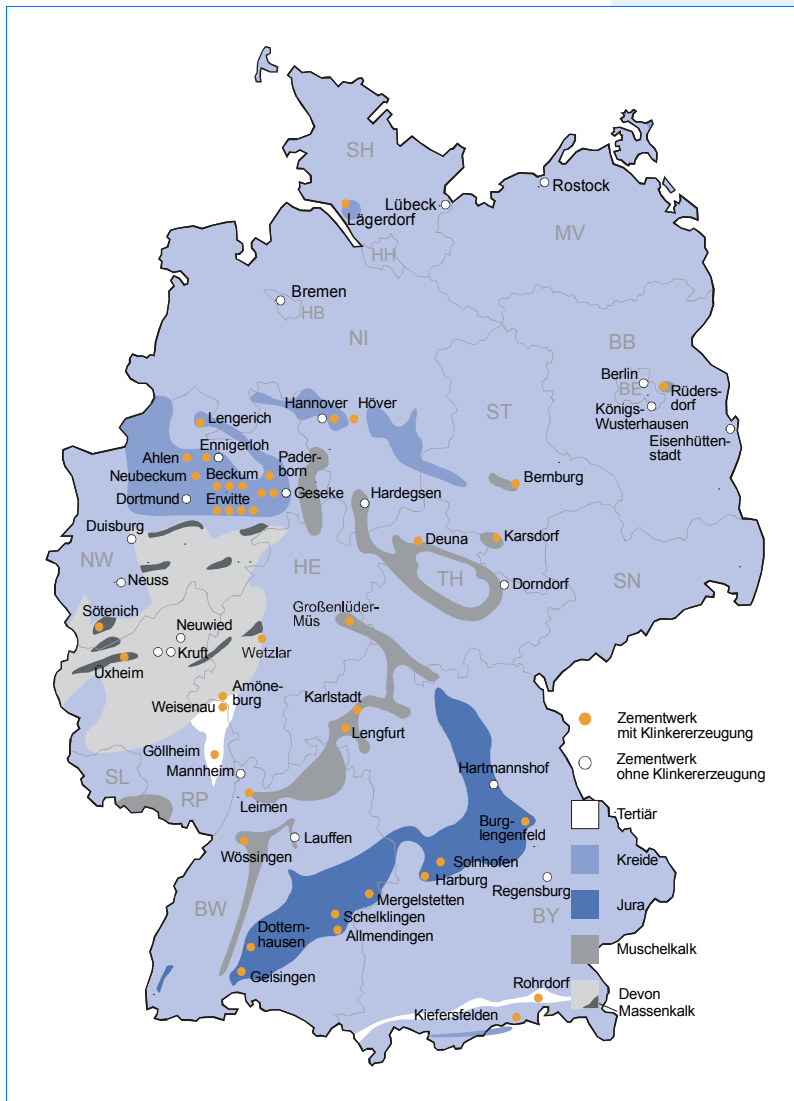 SH
Rostock
Lübeck
Lägerdorf
MV
HH
Bremen
HB
NI
BB
Berlin
BE
Rüders-
dorf
Königs-
Wusterhausen
Eisenhütten-
stadt
Hannover
Höver
Lengerich
ST
Ennigerloh
Ahlen
Pader-
born
Neubeckum
Beckum
Bernburg
Dortmund
Erwitte
Geseke
Hardegsen
Duisburg
Deuna
Karsdorf
NW
HE
TH
SN
Neuss
Dorndorf
Sötenich
Großenlüder-
Müs
Neuwied
Kruft
Wetzlar
Üxheim
Amöne-
burg
Weisenau
Karlstadt
Lengfurt
Göllheim
Mannheim
Hartmannshof
SL
RP
Leimen
Burg-
lengenfeld
Lauffen
Wössingen
Solnhofen
Harburg
Regensburg
BW
Mergelstetten
BY
Schelklingen
Dottern-
hausen
Allmendingen
Geisingen
Rohrdorf
Kiefersfelden
Zementwerk
mit Klinkererzeugung
Zementwerk
ohne Klinkererzeugung
Tertiär
Kreide
Jura
Muschelkalk
Devon
Massenkalk